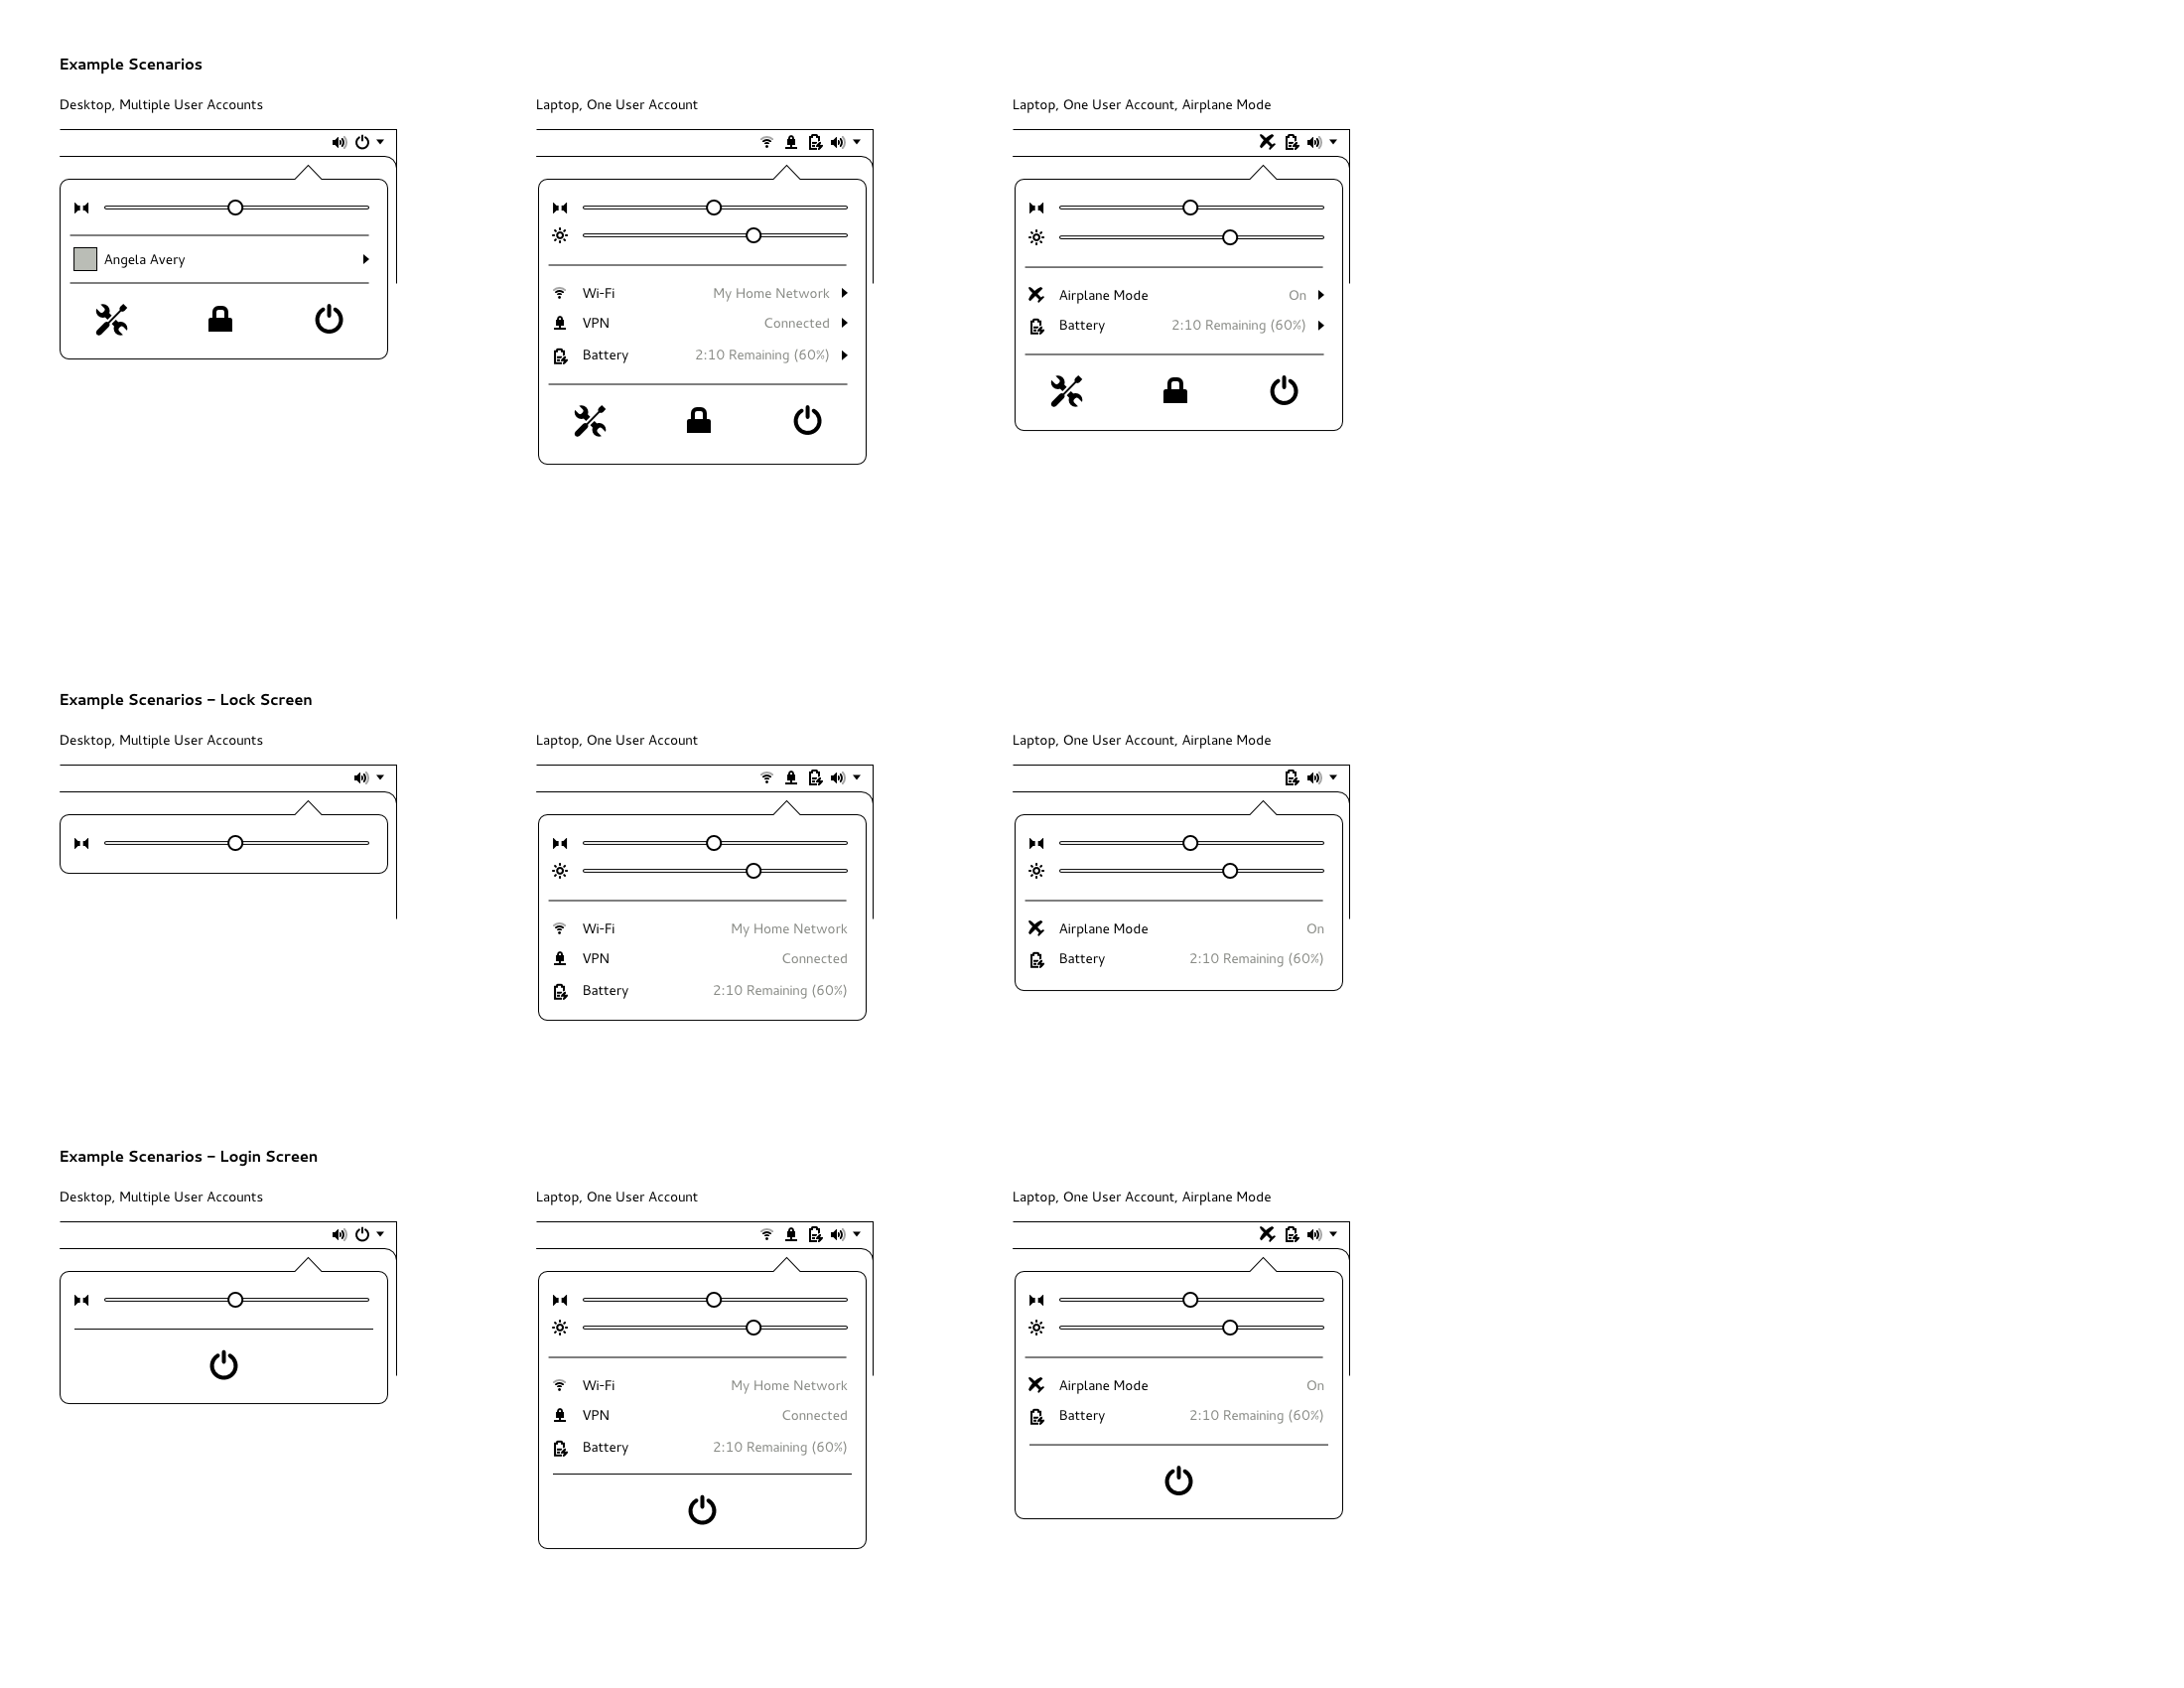 Example Scenarios
Desktop, Multiple User Accounts
Angela Avery
Laptop, One User Account
Wi-Fi My Home Network
VPN Connected
Battery 2:10 Remaining (60%)
Laptop, One User Account, Airplane Mode
Airplane Mode On
Battery 2:10 Remaining (60%)
Example Scenarios – Lock Screen
Desktop, Multiple User Accounts
Laptop, One User Account
Wi-Fi My Home Network
VPN Connected
Battery 2:10 Remaining (60%)
Laptop, One User Account, Airplane Mode
Airplane Mode On
Battery 2:10 Remaining (60%)
Example Scenarios – Login Screen
Desktop, Multiple User Accounts
Laptop, One User Account
Wi-Fi My Home Network
VPN Connected
Battery 2:10 Remaining (60%)
Laptop, One User Account, Airplane Mode
Airplane Mode On
Battery 2:10 Remaining (60%)